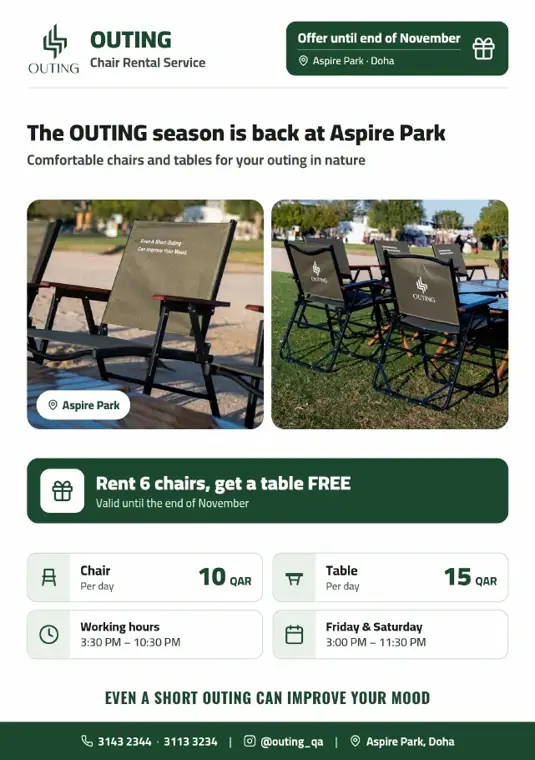 OUTING
OUTING
Chair Rental Service
Offer until end of November
Aspire Park · Doha
The OUTING season is back at Aspire Park
Comfortable chairs and tables for your outing in nature
Even A Short Outing
Can Improve Your Mood
Aspire Park
OUTING
OUTING
Rent 6 chairs, get a table FREE
Valid until the end of November
Chair
Per day
10 QAR
Table
Per day
15 QAR
Working hours
3:30 PM – 10:30 PM
Friday & Saturday
3:00 PM – 11:30 PM
EVEN A SHORT OUTING CAN IMPROVE YOUR MOOD
3143 2344 · 3113 3234 | @outing_qa | Aspire Park, Doha